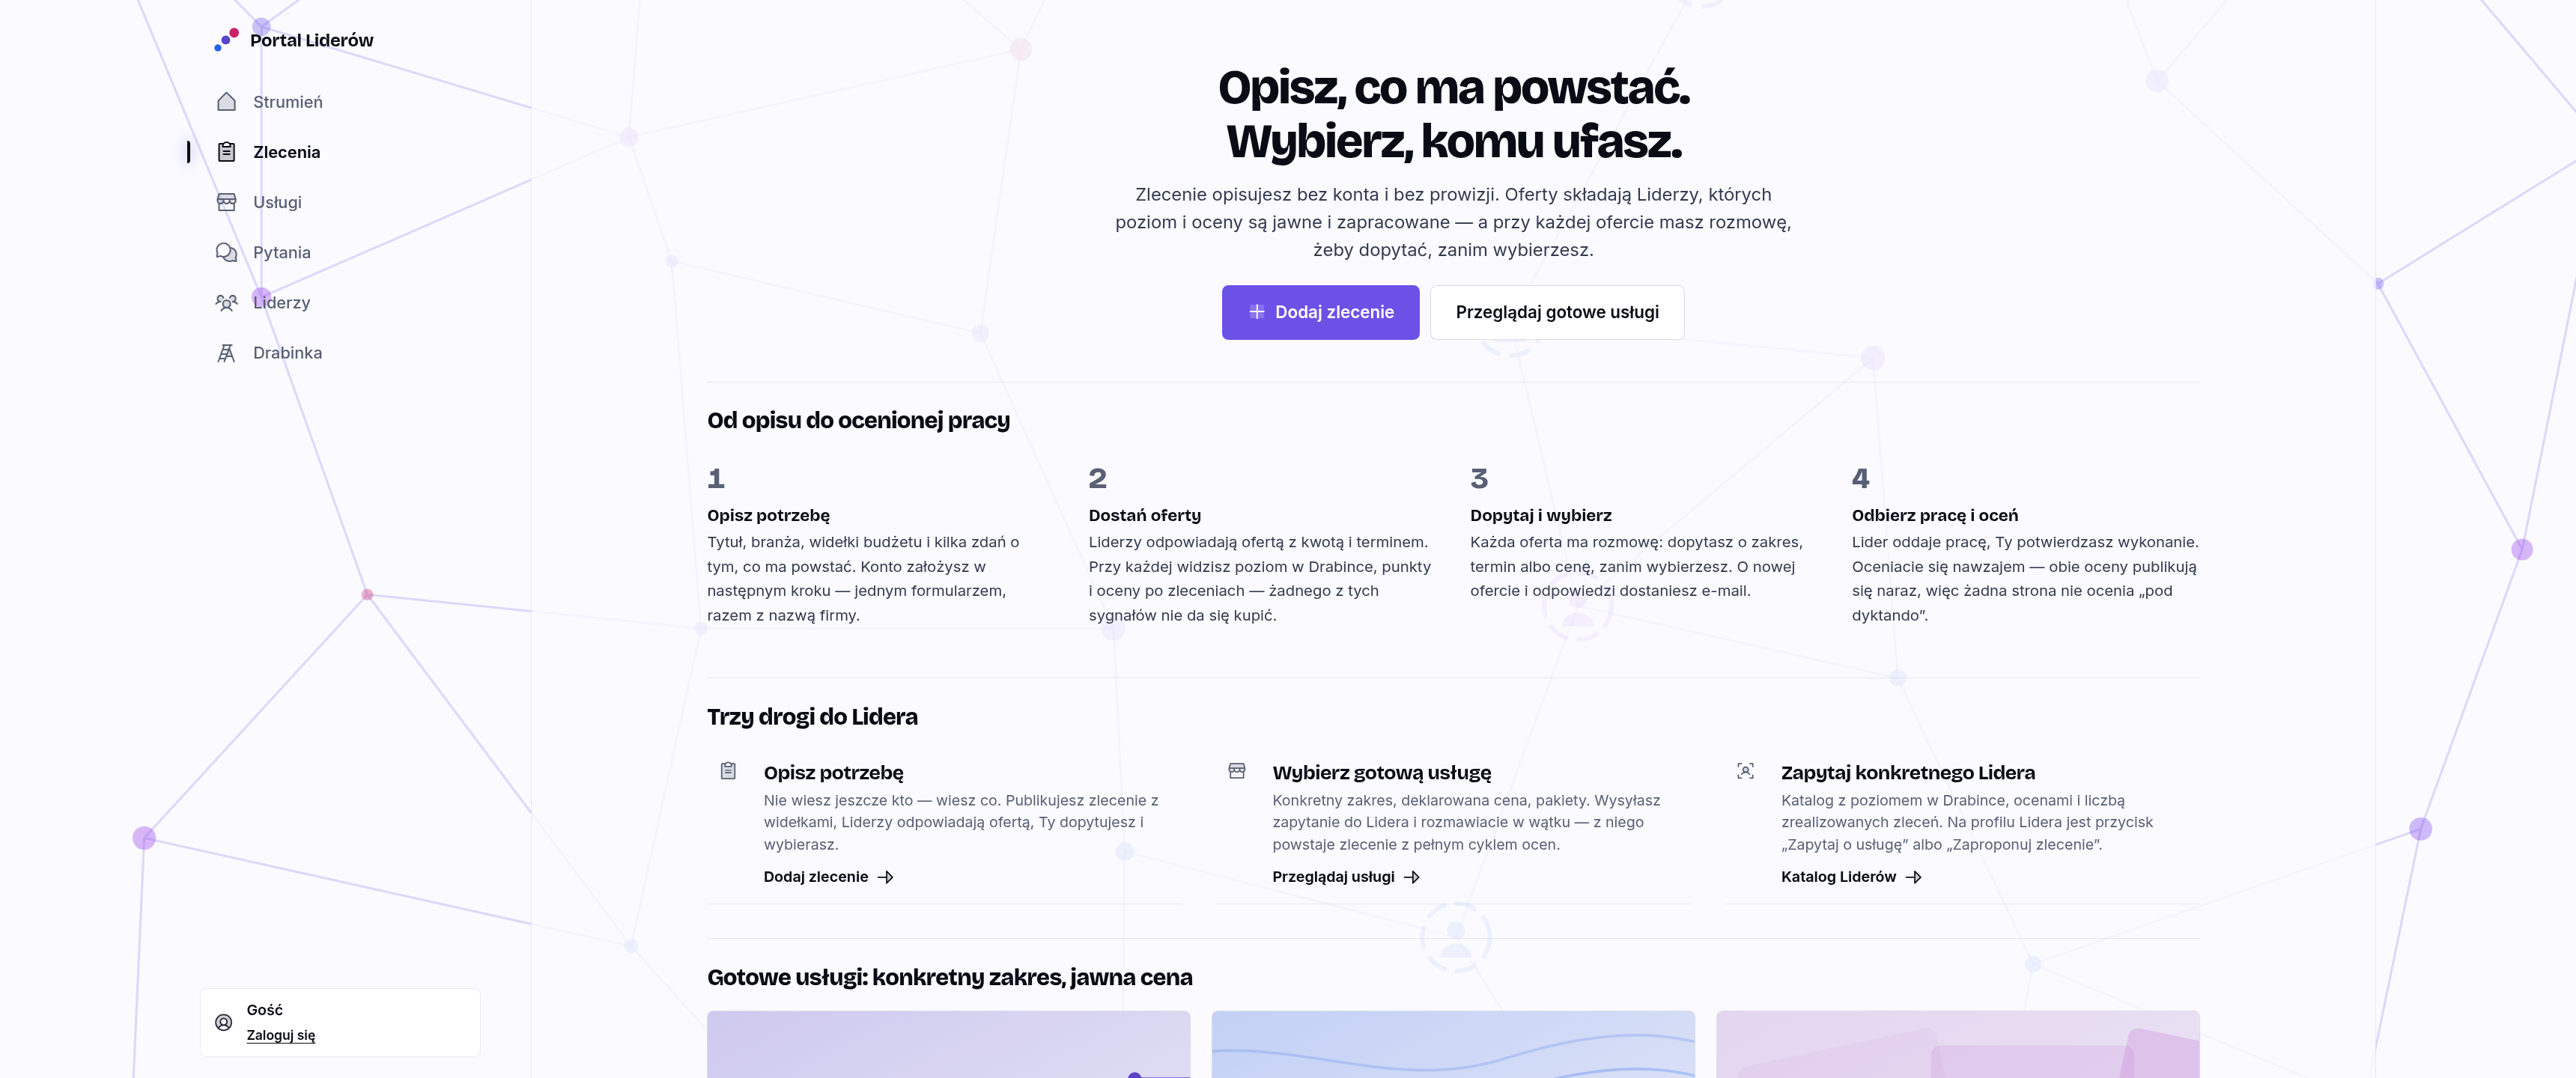 Portal Liderów
Strumień
Zlecenia
Usługi
Pytania
Liderzy
Drabinka
Gość
Zaloguj się
Opisz, co ma powstać.
Wybierz, komu ufasz.
Zlecenie opisujesz bez konta i bez prowizji. Oferty składają Liderzy, których
poziom i oceny są jawne i zapracowane — a przy każdej ofercie masz rozmowę,
żeby dopytać, zanim wybierzesz.
Dodaj zlecenie
Przeglądaj gotowe usługi
Od opisu do ocenionej pracy
1
Opisz potrzebę
Tytuł, branża, widełki budżetu i kilka zdań o
tym, co ma powstać. Konto założysz w
następnym kroku — jednym formularzem,
razem z nazwą firmy.
2
Dostań oferty
Liderzy odpowiadają ofertą z kwotą i terminem.
Przy każdej widzisz poziom w Drabince, punkty
i oceny po zleceniach — żadnego z tych
sygnałów nie da się kupić.
3
Dopytaj i wybierz
Każda oferta ma rozmowę: dopytasz o zakres,
termin albo cenę, zanim wybierzesz. O nowej
ofercie i odpowiedzi dostaniesz e-mail.
4
Odbierz pracę i oceń
Lider oddaje pracę, Ty potwierdzasz wykonanie.
Oceniacie się nawzajem — obie oceny publikują
się naraz, więc żadna strona nie ocenia „pod
dyktando”.
Trzy drogi do Lidera
Opisz potrzebę
Nie wiesz jeszcze kto — wiesz co. Publikujesz zlecenie z
widełkami, Liderzy odpowiadają ofertą, Ty dopytujesz i
wybierasz.
Dodaj zlecenie
Wybierz gotową usługę
Konkretny zakres, deklarowana cena, pakiety. Wysyłasz
zapytanie do Lidera i rozmawiacie w wątku — z niego
powstaje zlecenie z pełnym cyklem ocen.
Przeglądaj usługi
Zapytaj konkretnego Lidera
Katalog z poziomem w Drabince, ocenami i liczbą
zrealizowanych zleceń. Na profilu Lidera jest przycisk
„Zapytaj o usługę” albo „Zaproponuj zlecenie”.
Katalog Liderów
Gotowe usługi: konkretny zakres, jawna cena